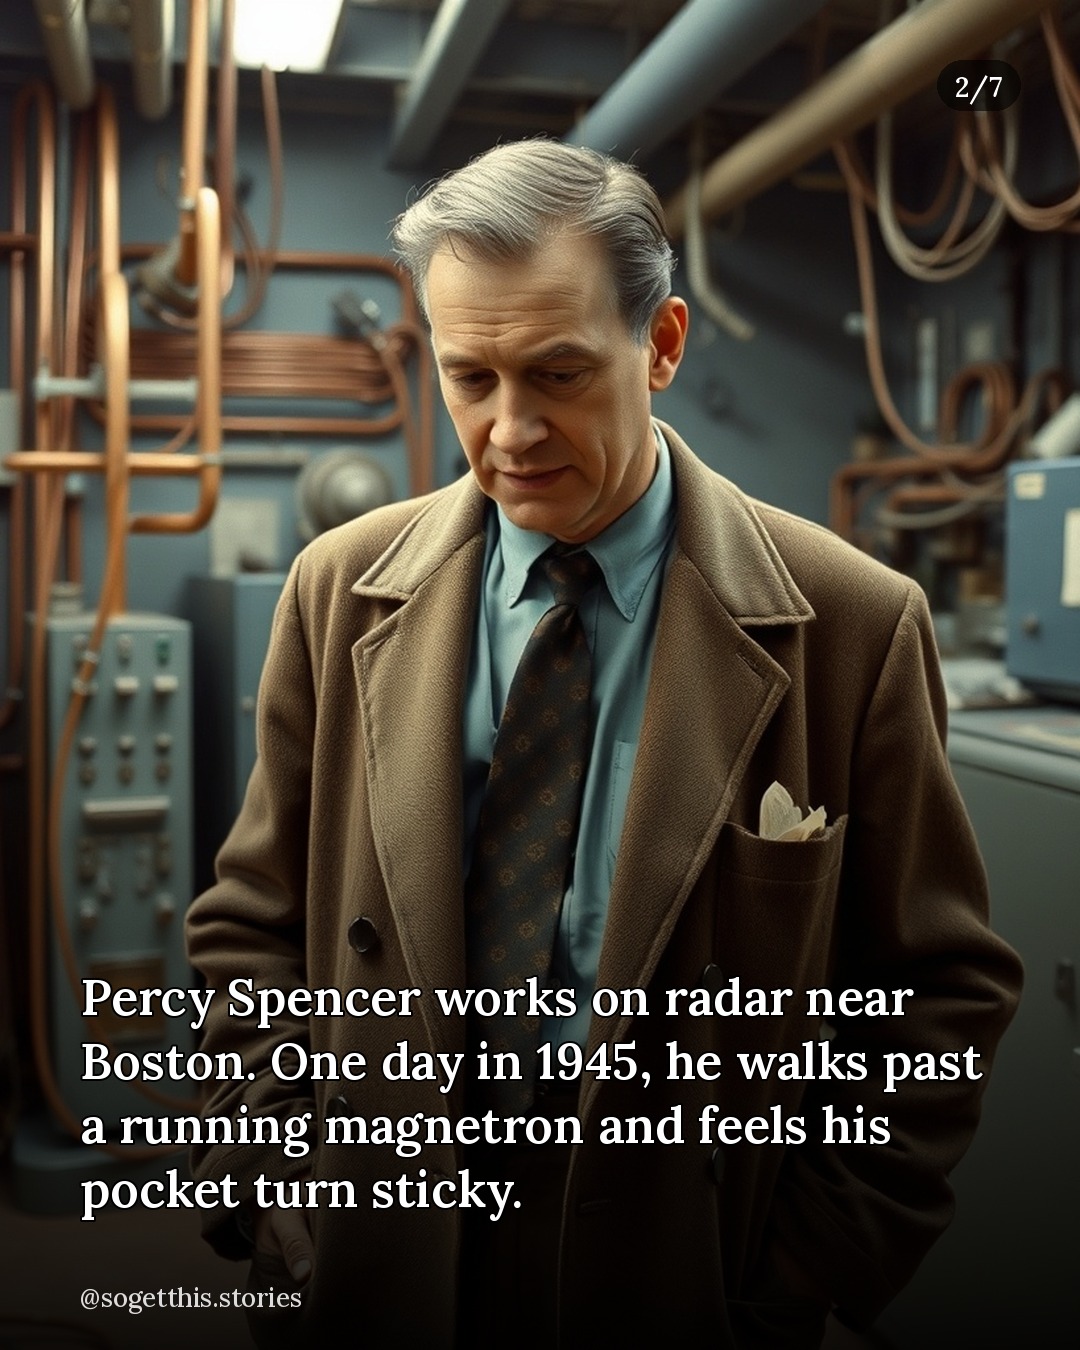 2/7
Percy Spencer works on radar near
Boston. One day in 1945, he walks past
a running magnetron and feels his
pocket turn sticky.
@sogetthis.stories